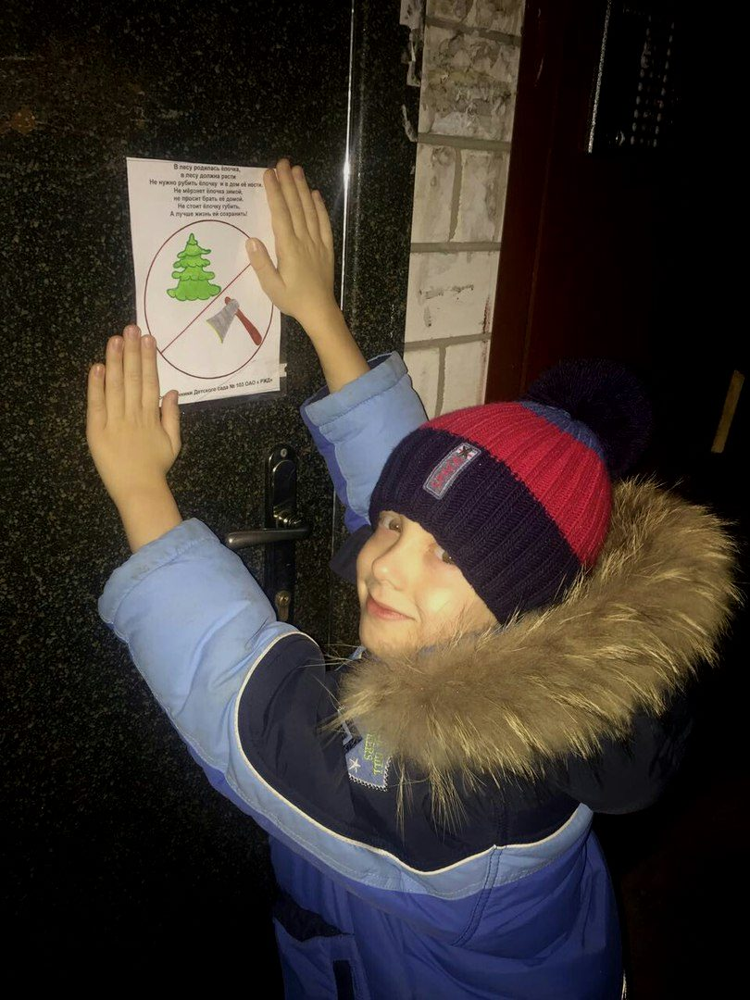 В лесу родилась ёлочка,
в лесу должна расти
Не нужно рубить ёлочку и в дом её нести.
Не мёрзнет ёлочка зимой,
не просит брать её домой.
Не стоит ёлочку губить,
А лучше жизнь ей сохранить!
Детского сада № 103 ОАО « РЖД»